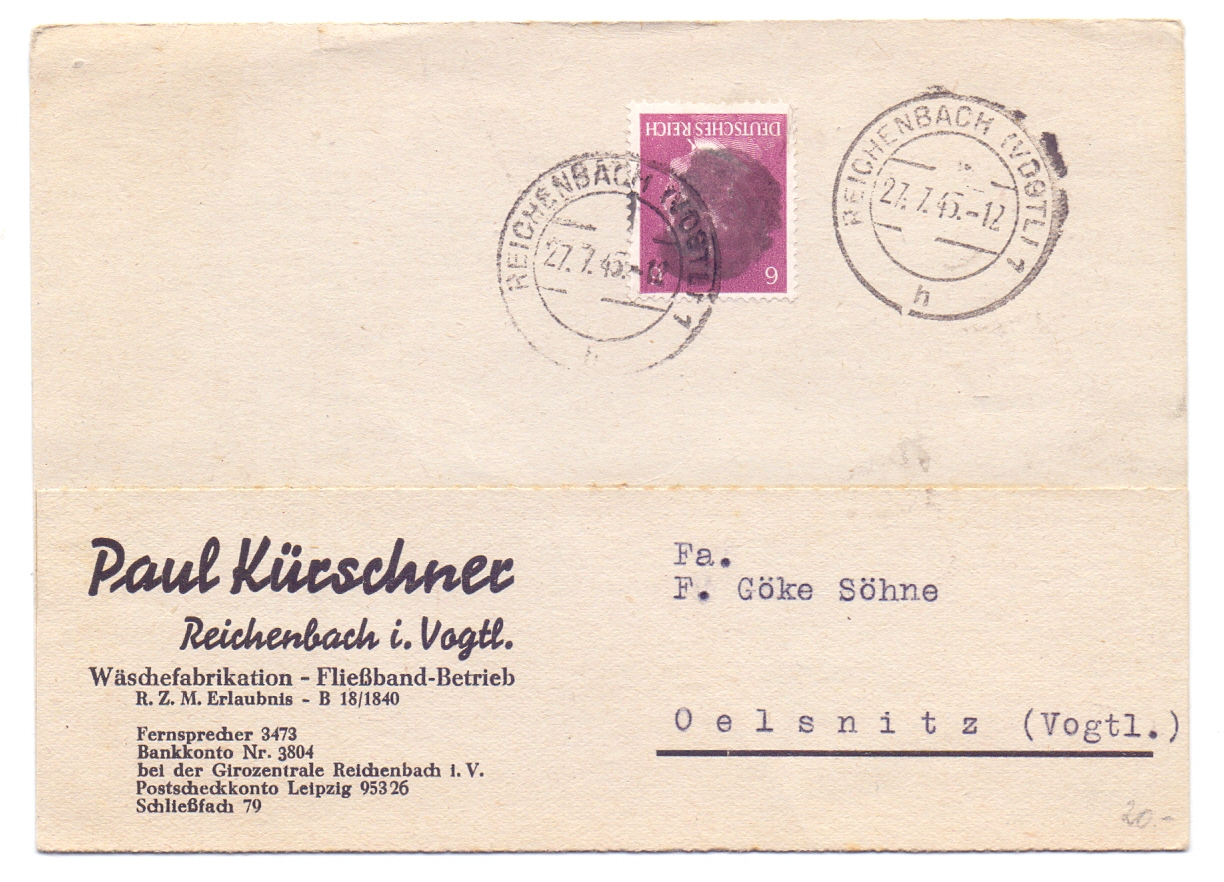 DEUTSCHES REICH
6
REICHENBACH (VOGTL) 1
27.7.45.-12
h
REICHENBACH (VOGTL) 1
27.7.45.-12
h
Paul Kürschner
Reichenbach i. Vogtl.
Wäschefabrikation - Fließband-Betrieb
R. Z. M. Erlaubnis - B 18/1840
Fernsprecher 3473
Bankkonto Nr. 3804
bei der Girozentrale Reichenbach i. V.
Postscheckkonto Leipzig 95326
Schließfach 79
Fa.
F. Göke Söhne
Oelsnitz (Vogtl.)
20.-